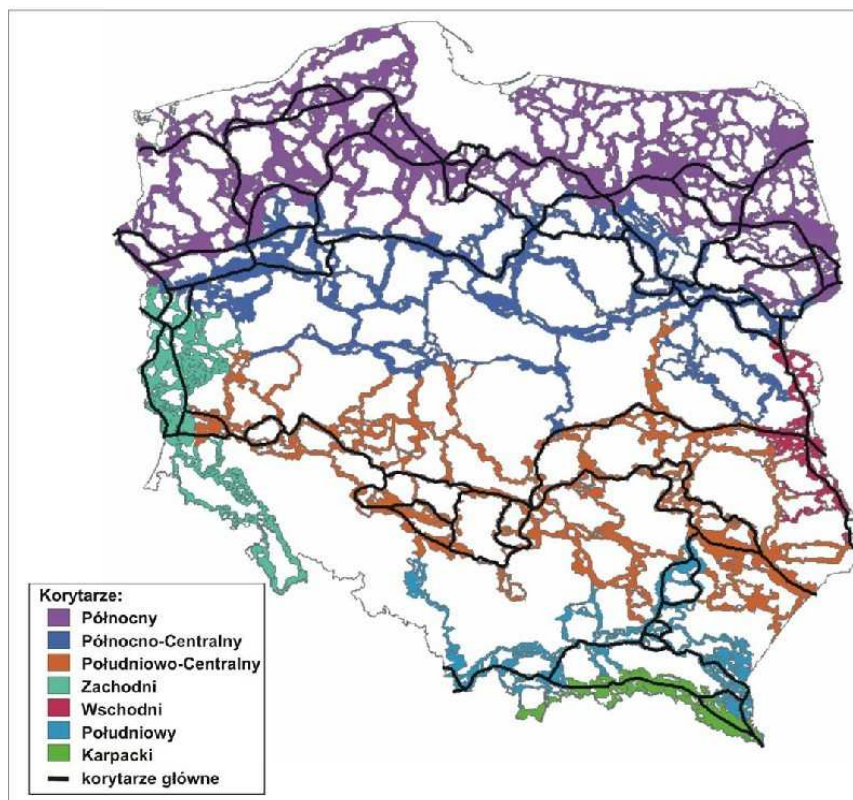 Korytarze:
Północny
Północno-Centralny
Południowo-Centralny
Zachodni
Wschodni
Południowy
Karpacki
korytarze główne